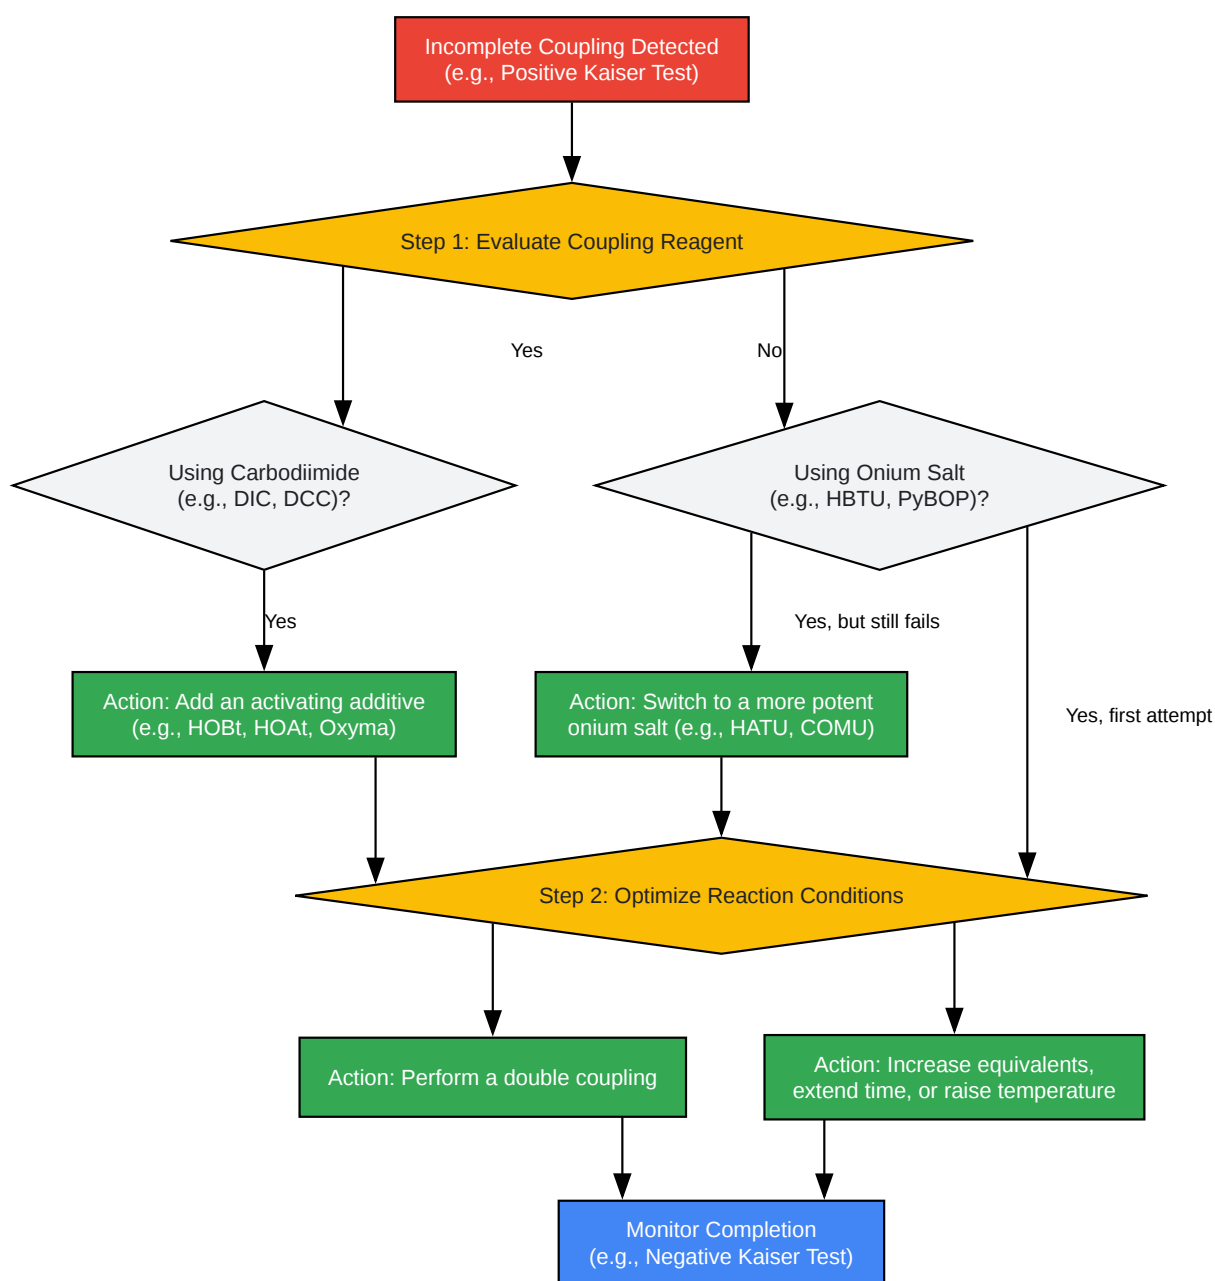 Incomplete Coupling Detected
(e.g., Positive Kaiser Test)
Step 1: Evaluate Coupling Reagent
Yes
No
Using Carbodiimide
(e.g., DIC, DCC)?
Using Onium Salt
(e.g., HBTU, PyBOP)?
Yes
Yes, but still fails
Action: Add an activating additive
(e.g., HOBt, HOAt, Oxyma)
Action: Switch to a more potent
onium salt (e.g., HATU, COMU)
Yes, first attempt
Step 2: Optimize Reaction Conditions
Action: Perform a double coupling
Action: Increase equivalents,
extend time, or raise temperature
Monitor Completion
(e.g., Negative Kaiser Test)